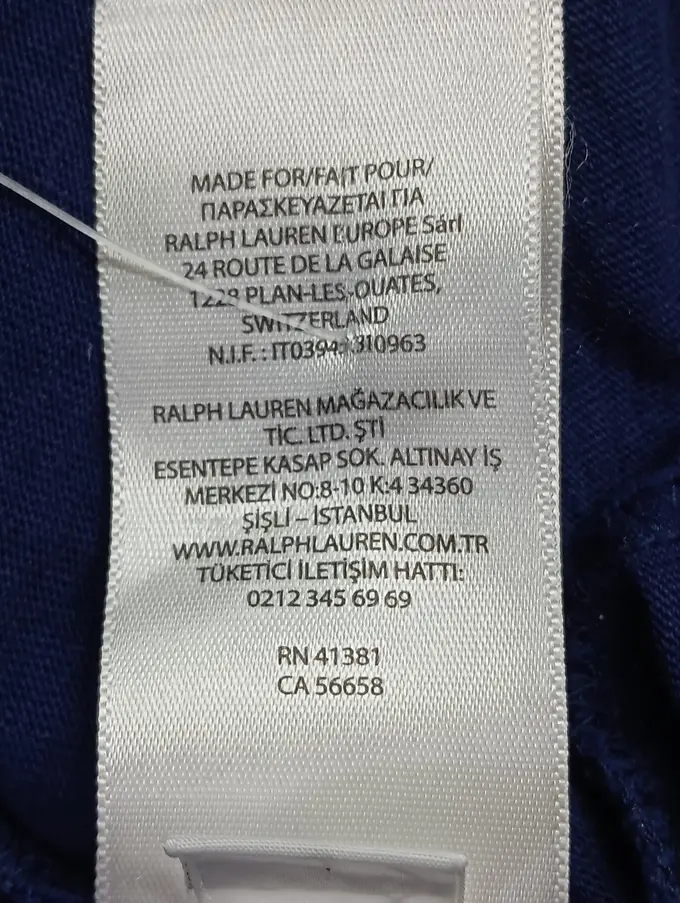 MADE FOR/FAIT POUR/
ΠΑΡΑΣΚΕΥΑΖΕΤΑΙ ΓΙΑ
RALPH LAUREN EUROPE Sárl
24 ROUTE DE LA GALAISE
1228 PLAN-LES-OUATES,
SWITZERLAND
N.I.F. :
RALPH LAUREN MAĞAZACILIK VE
TİC. LTD. ŞTİ
ESENTEPE KASAP SOK. ALTINAY İŞ
MERKEZİ NO:8-10 K:4 34360
ŞİŞLİ – İSTANBUL
WWW.RALPHLAUREN.COM.TR
TÜKETİCİ İLETİŞİM HATTI:
0212 345 69 69
RN 41381
CA 56658